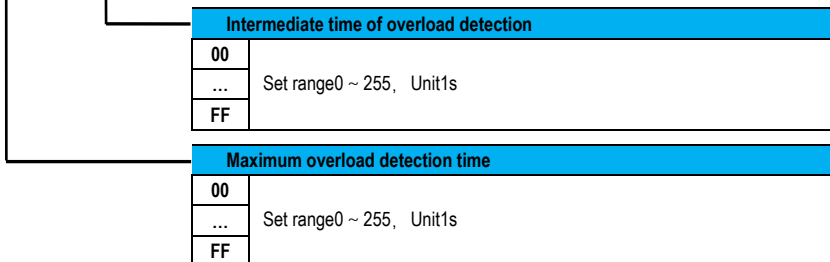 Intermediate time of overload detection
00
... Set range0 ~ 255, Unit1s
FF
Maximum overload detection time
00
... Set range0 ~ 255, Unit1s
FF